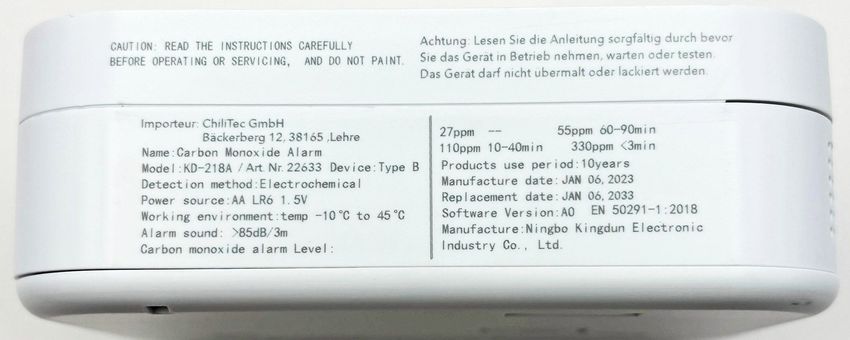 CAUTION: READ THE INSTRUCTIONS CAREFULLY
BEFORE OPERATING OR SERVICING, AND DO NOT PAINT.
Achtung: Lesen Sie die Anleitung sorgfältig durch bevor
Sie das Gerät in Betrieb nehmen, warten oder testen.
Das Gerät darf nicht übermalt oder lackiert werden.
Importeur: ChiliTec GmbH
Bäckerberg 12, 38165 ,Lehre
Name:Carbon Monoxide Alarm
Model:KD-218A / Art. Nr. 22633 Device:Type B
Detection method:Electrochemical
Power source:AA LR6 1.5V
Working environment:temp -10℃ to 45℃
Alarm sound: >85dB/3m
Carbon monoxide alarm Level:
27ppm -- 55ppm 60-90min
110ppm 10-40min 330ppm <3min
Products use period:10years
Manufacture date: JAN 06, 2023
Replacement date: JAN 06, 2033
Software Version:A0 EN 50291-1:2018
Manufacture:Ningbo Kingdun Electronic
Industry Co., Ltd.